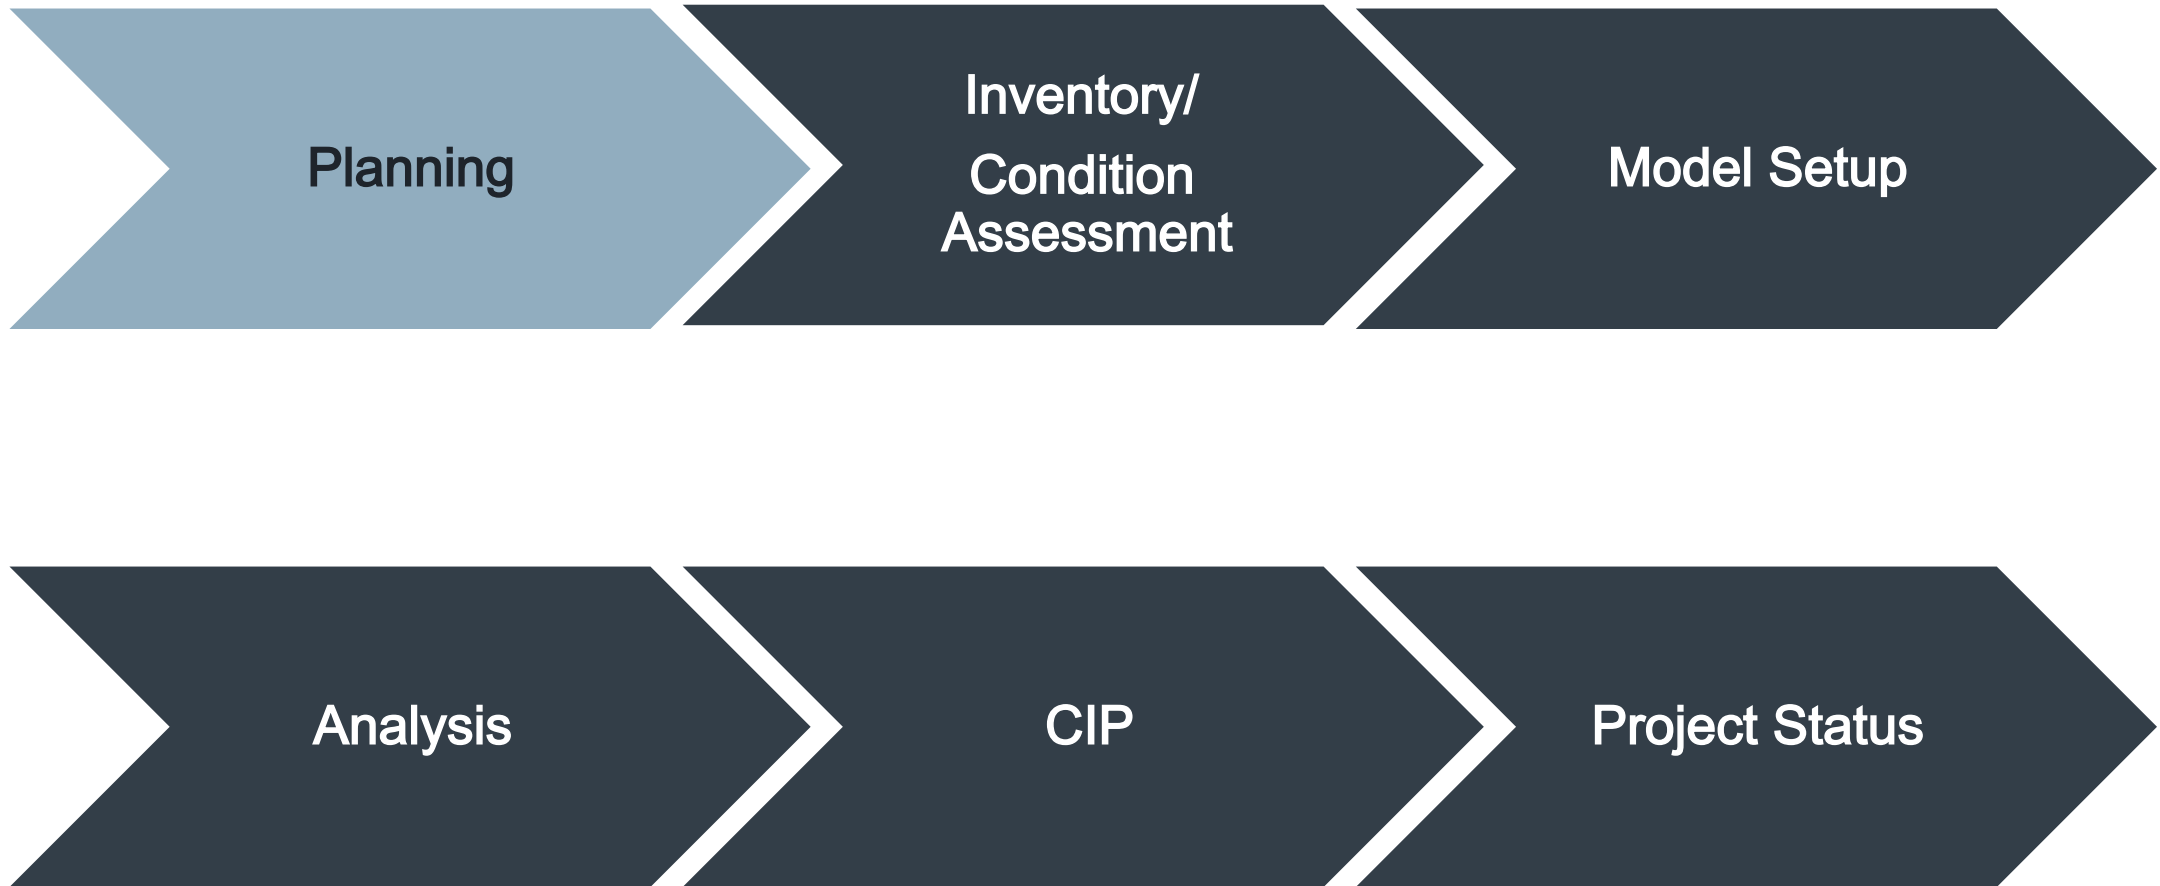 Planning
Inventory/
Condition
Assessment
Model Setup
Analysis
CIP
Project Status